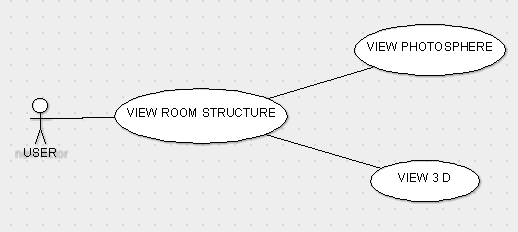 VIEW PHOTOSPHERE
VIEW ROOM STRUCTURE
USER
VIEW 3 D